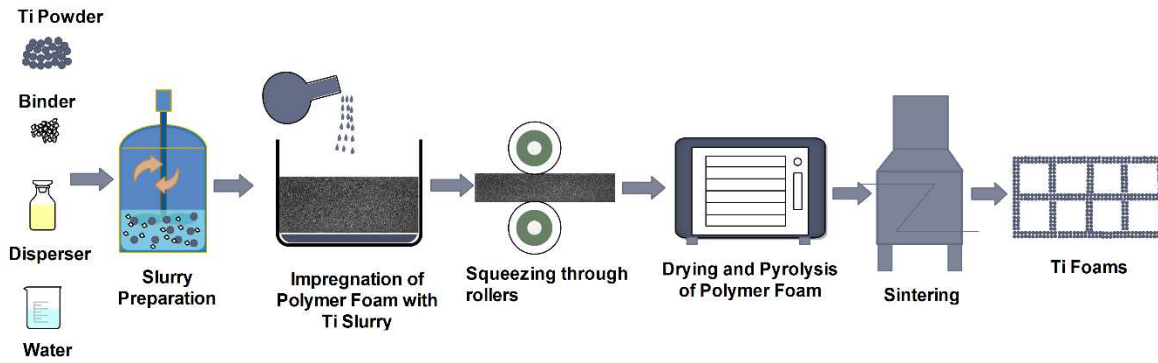 Ti Powder
Binder
Disperser
Water
Slurry
Preparation
Impregnation of
Polymer Foam with
Ti Slurry
Squeezing through
rollers
Drying and Pyrolysis
of Polymer Foam
Sintering
Ti Foams